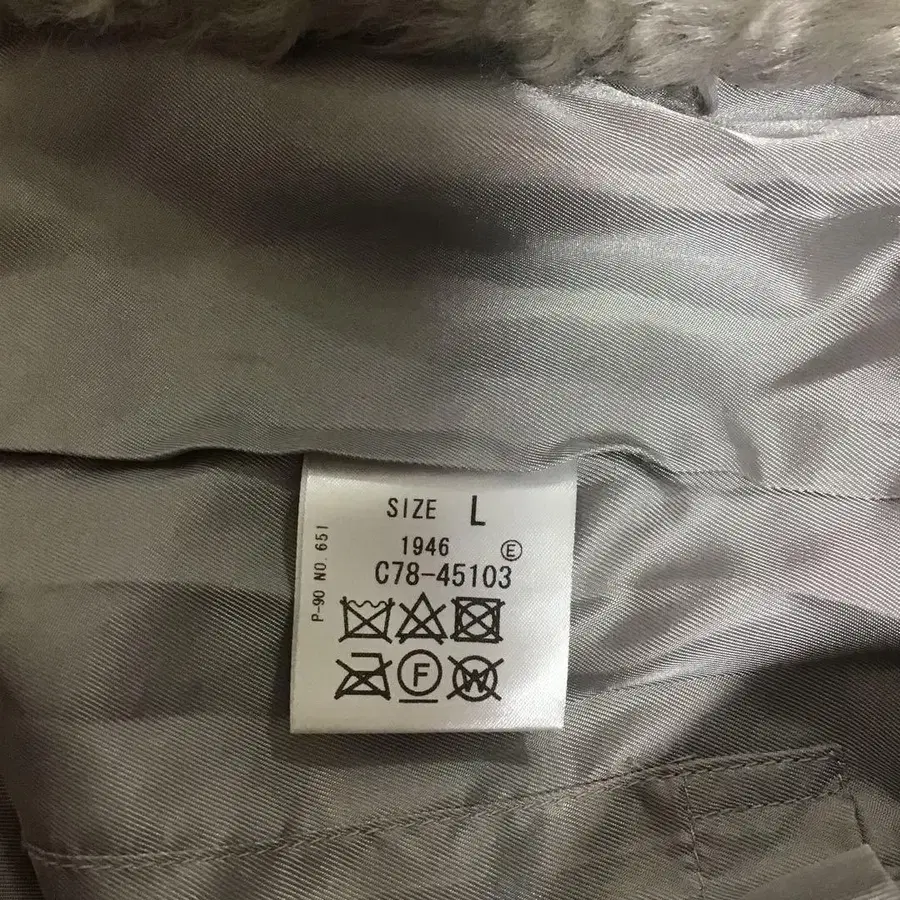 SIZE L
1946 Ⓔ
C78-45103
F W
P-90 NO. 651